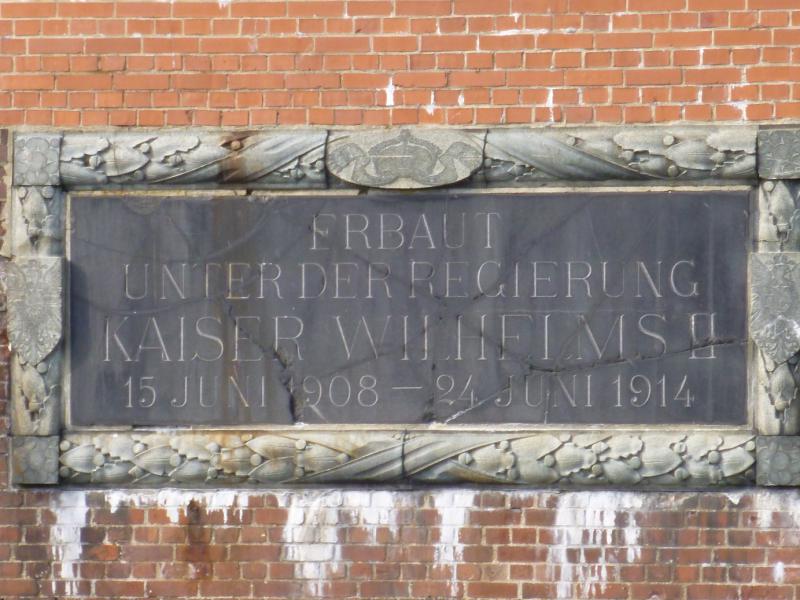 ERBAUT
UNTER DER REGIERUNG
KAISER WILHELMS II
15 JUNI 1908 — 24 JUNI 1914